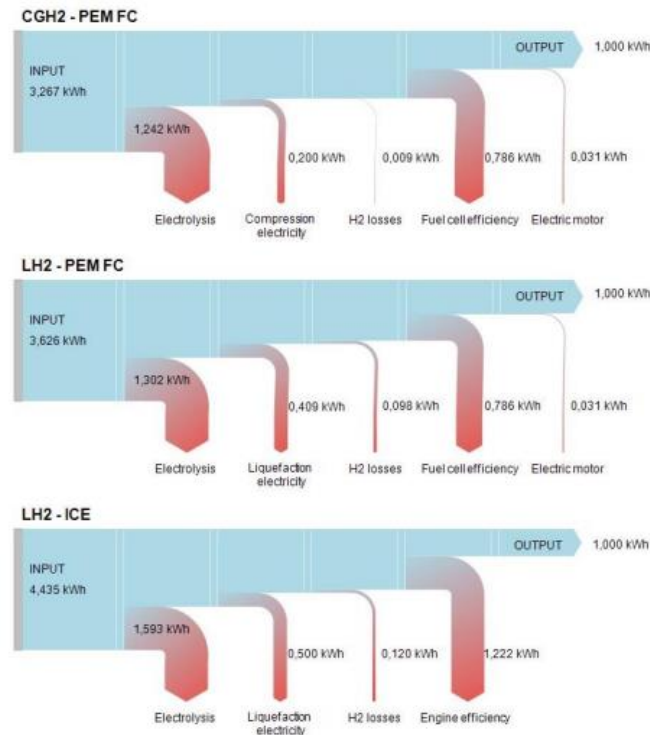 CGH2 - PEM FC
OUTPUT
1,000 kWh
INPUT
3,267 kWh
1,242 kWh
0,200 kWh
0,009 kWh
0,786 kWh
0,031 kWh
Electrolysis
Compression
electricity
H2 losses
Fuel cell efficiency
Electric motor
LH2 - PEM FC
OUTPUT
1,000 kWh
INPUT
3,626 kWh
1,302 kWh
0,409 kWh
0,098 kWh
0,786 kWh
0,031 kWh
Electrolysis
Liquefaction
electricity
H2 losses
Fuel cell efficiency
Electric motor
LH2 - ICE
OUTPUT
1,000 kWh
INPUT
4,435 kWh
1,593 kWh
0,500 kWh
0,120 kWh
1,222 kWh
Electrolysis
Liquefaction
electricity
H2 losses
Engine efficiency